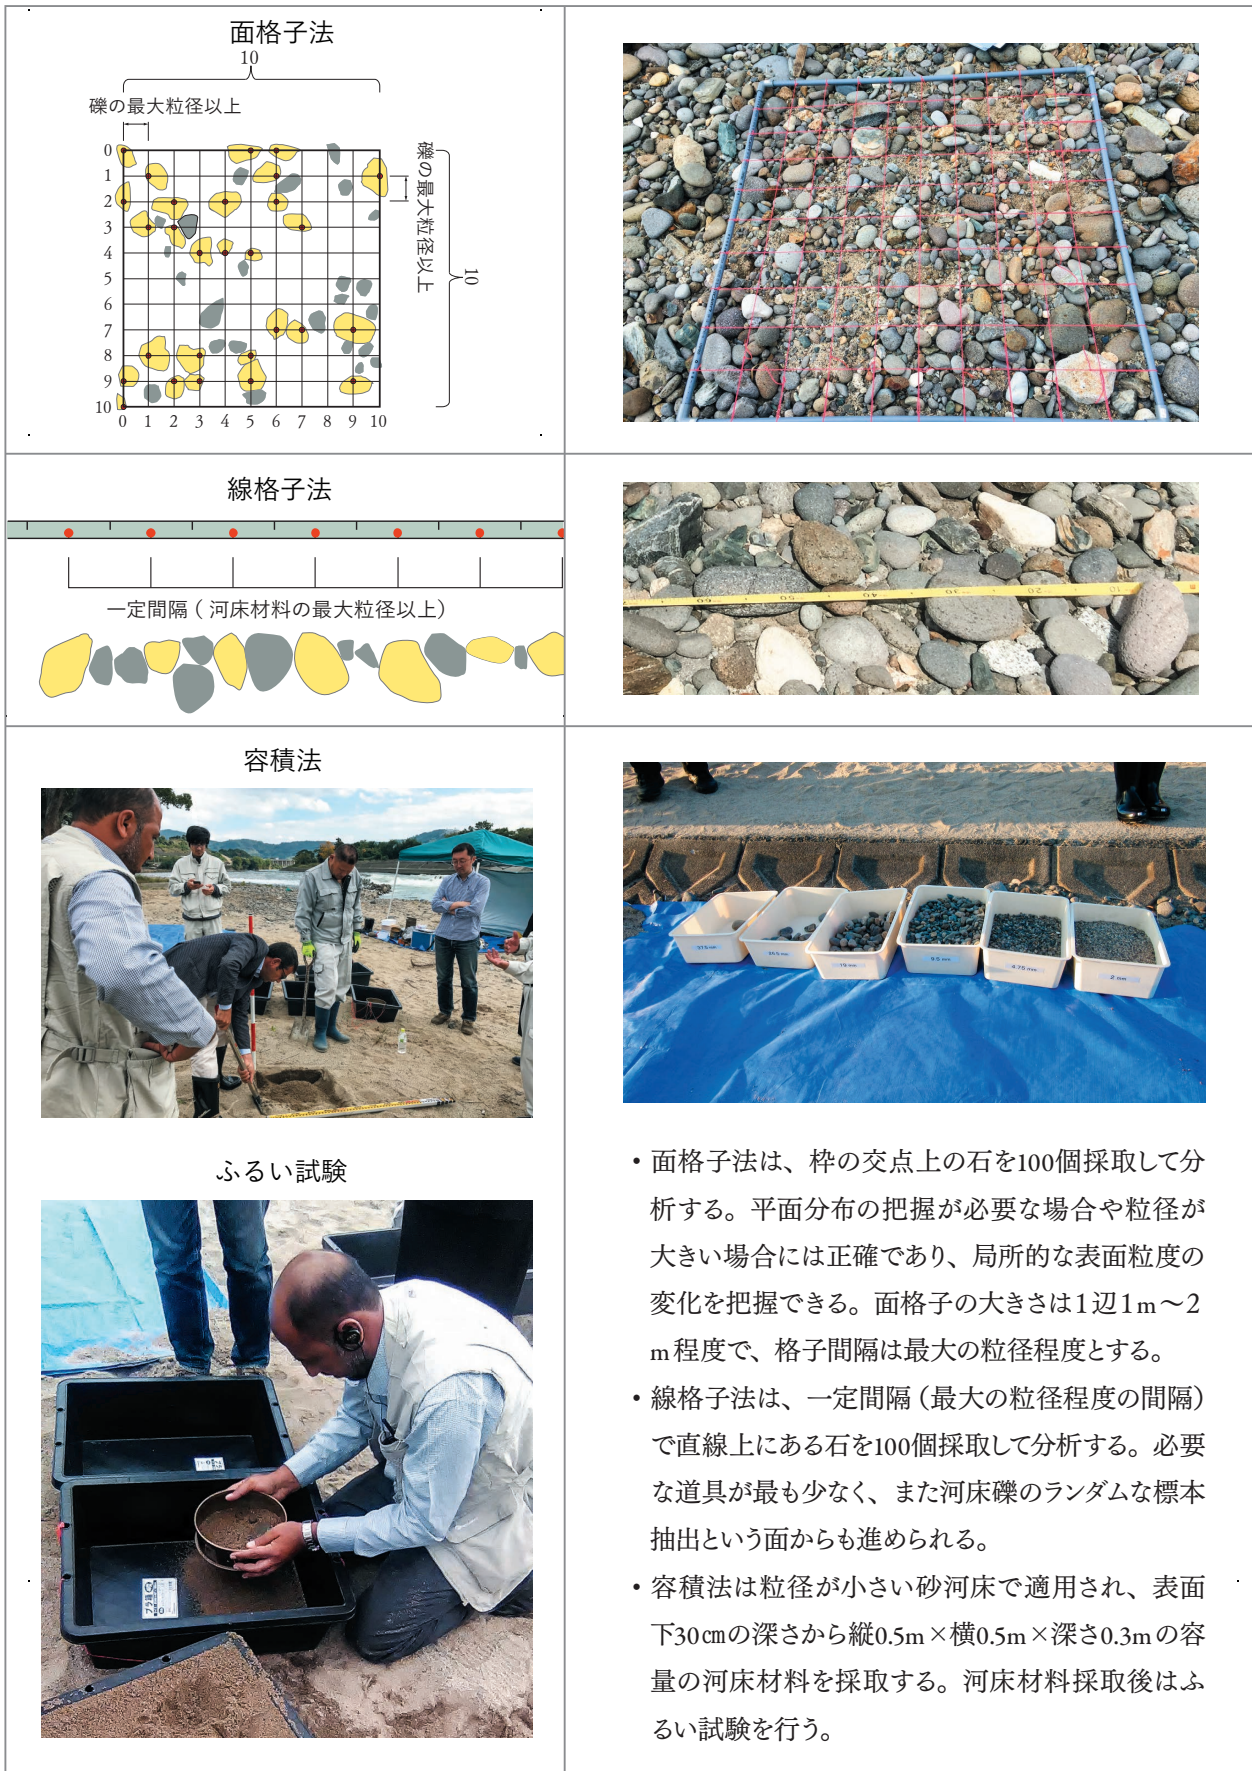 面格子法
10
礫の最大粒径以上
礫の最大粒径以上
10
0
1
2
3
4
5
6
7
8
9
10
0 1 2 3 4 5 6 7 8 9 10
線格子法
一定間隔（河床材料の最大粒径以上）
10
20
30
40
50
容積法
19 mm
9.5 mm
4.75 mm
2 mm
ふるい試験
・面格子法は、枠の交点上の石を100個採取して分
析する。平面分布の把握が必要な場合や粒径が
大きい場合には正確であり、局所的な表面粒度の
変化を把握できる。面格子の大きさは1辺1m〜2
m程度で、格子間隔は最大の粒径程度とする。
・線格子法は、一定間隔（最大の粒径程度の間隔）
で直線上にある石を100個採取して分析する。必要
な道具が最も少なく、また河床礫のランダムな標本
抽出という面からも進められる。
・容積法は粒径が小さい砂河床で適用され、表面
下30㎝の深さから縦0.5m×横0.5m×深さ0.3mの容
量の河床材料を採取する。河床材料採取後はふ
るい試験を行う。